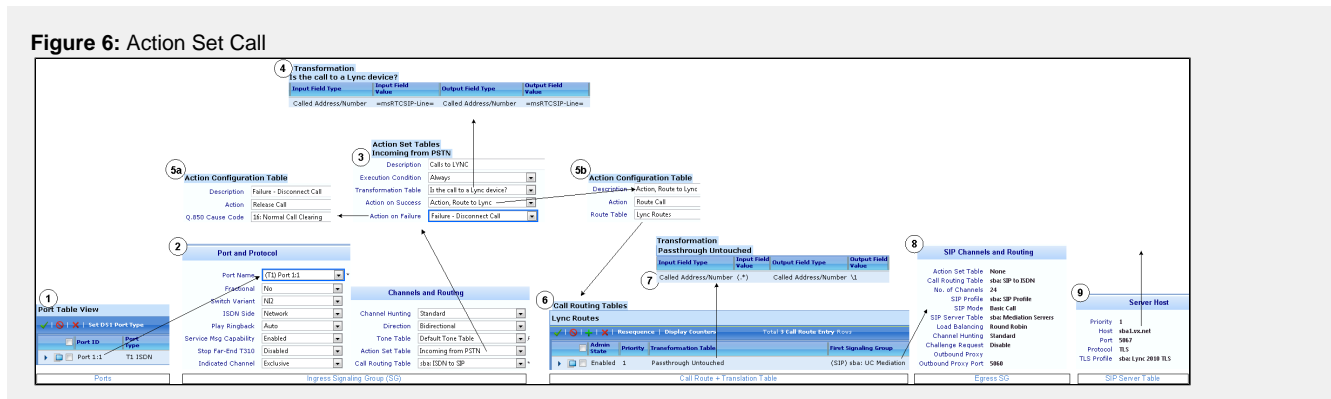 Figure 6: Action Set Call
4
Transformation
Is the call to a Lync device?
Input Field Type Input Field Value Output Field Type Output Field Value
Called Address/Number =msRTCSIP-Line= Called Address/Number =msRTCSIP-Line=
3
Action Set Tables
Incoming from PSTN
Description Calls to LYNC
Execution Condition Always
Transformation Table Is the call to a Lync device?
Action on Success Action, Route to Lync
Action on Failure Failure - Disconnect Call
5a
Action Configuration Table
Description Failure - Disconnect Call
Action Release Call
Q.850 Cause Code 16: Normal Call Clearing
5b
Action Configuration Table
Description Action, Route to Lync
Action Route Call
Route Table Lync Routes
2
Port and Protocol
Port Name (T1) Port 1:1 *
Fractional No
Switch Variant NI2
ISDN Side Network
Play Ringback Auto
Service Msg Capability Enabled
Stop Far-End T310 Disabled
Indicated Channel Exclusive
Channels and Routing
Channel Hunting Standard
Direction Bidirectional
Tone Table Default Tone Table
Action Set Table Incoming from PSTN
Call Routing Table sba: ISDN to SIP *
Ingress Signaling Group (SG)
1
Port Table View
Set DS1 Port Type
Port ID Port Type
Port 1:1 T1 ISDN
Ports
Transformation
Passthrough Untouched
Input Field Type Input Field Value Output Field Type Output Field Value
Called Address/Number (.*) Called Address/Number \1
7
6
Call Routing Tables
Lync Routes
Resequence | Display Counters Total 3 Call Route Entry Rows
Admin State Priority Transformation Table First Signaling Group
Enabled 1 Passthrough Untouched (SIP) sba: UC Mediation
Call Route + Translation Table
8
SIP Channels and Routing
Action Set Table None
Call Routing Table sba: SIP to ISDN
No. of Channels 24
SIP Profile sba: SIP Profile
SIP Mode Basic Call
SIP Server Table sba: Mediation Servers
Load Balancing Round Robin
Channel Hunting Standard
Challenge Request Disable
Outbound Proxy
Outbound Proxy Port 5060
Egress SG
9
Server Host
Priority 1
Host sba1.vx.net
Port 5067
Protocol TLS
TLS Profile sba: Lync 2010 TLS
SIP Server Table